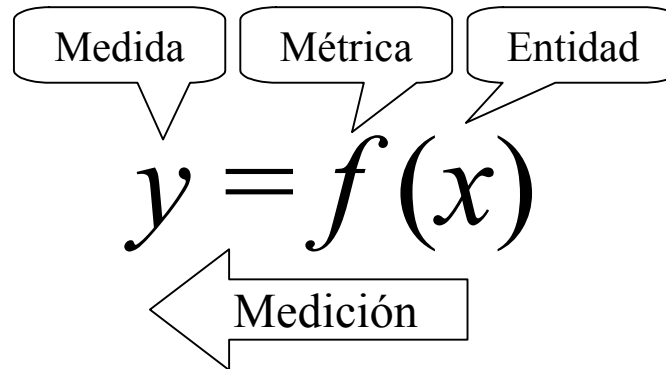 Medida Métrica Entidad
y = f (x)
Medición